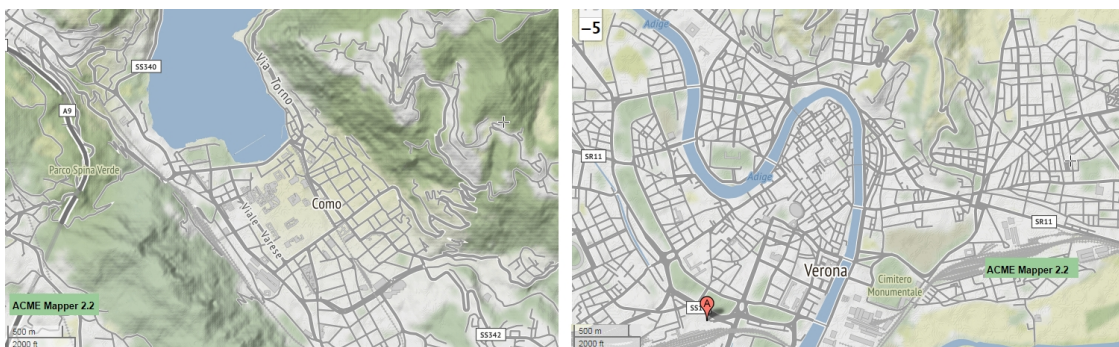 SS340
Via Torno
A9
Parco Spina Verde
Como
Viale Varese
ACME Mapper 2.2
SS342
500 m
2000 ft
−5
Adige
SR11
Adige
SR11
Verona
ACME Mapper 2.2
Cimitero
Monumentale
A
500 m
2000 ft